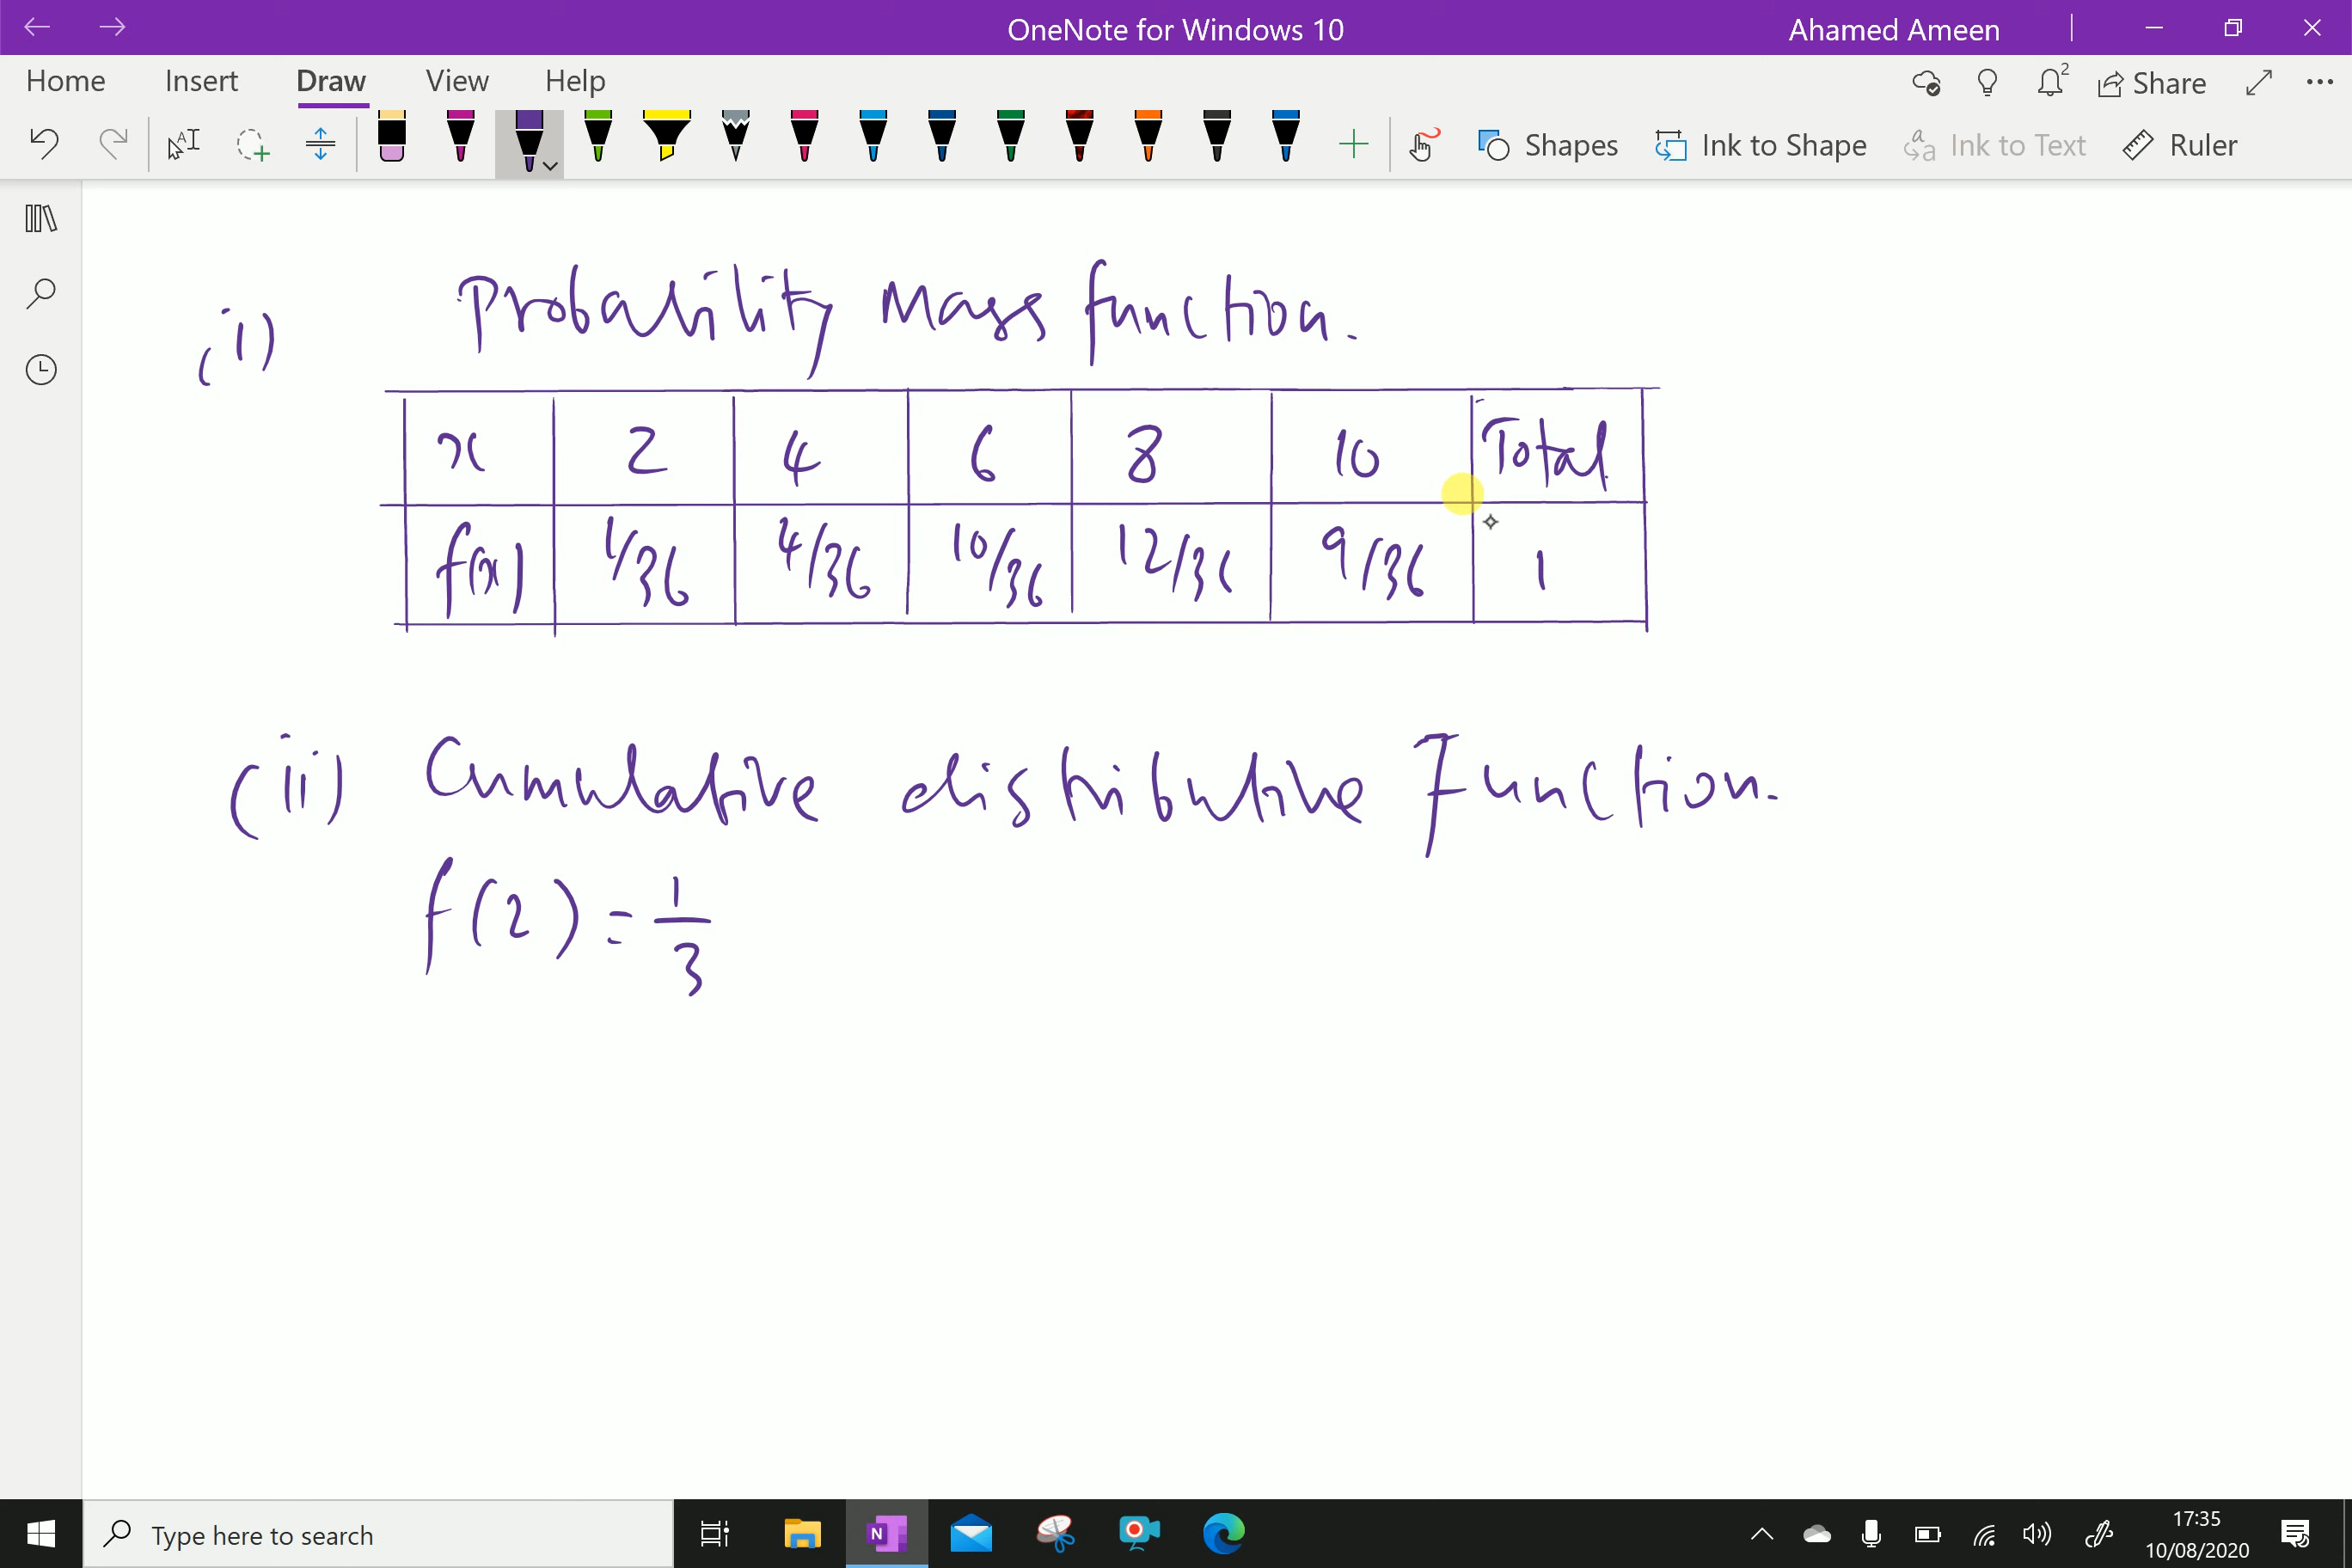 OneNote for Windows 10
Ahamed Ameen
Home Insert Draw View Help
2 Share
Shapes Ink to Shape Ink to Text Ruler
(i) Probability Mass function.
x 2 4 6 8 10 Total
f(x) 1/36 4/36 10/36 12/36 9/36 1
(ii) Cumulative distributive Function.
f(2) = 1/3
Type here to search
N
17:35
10/08/2020